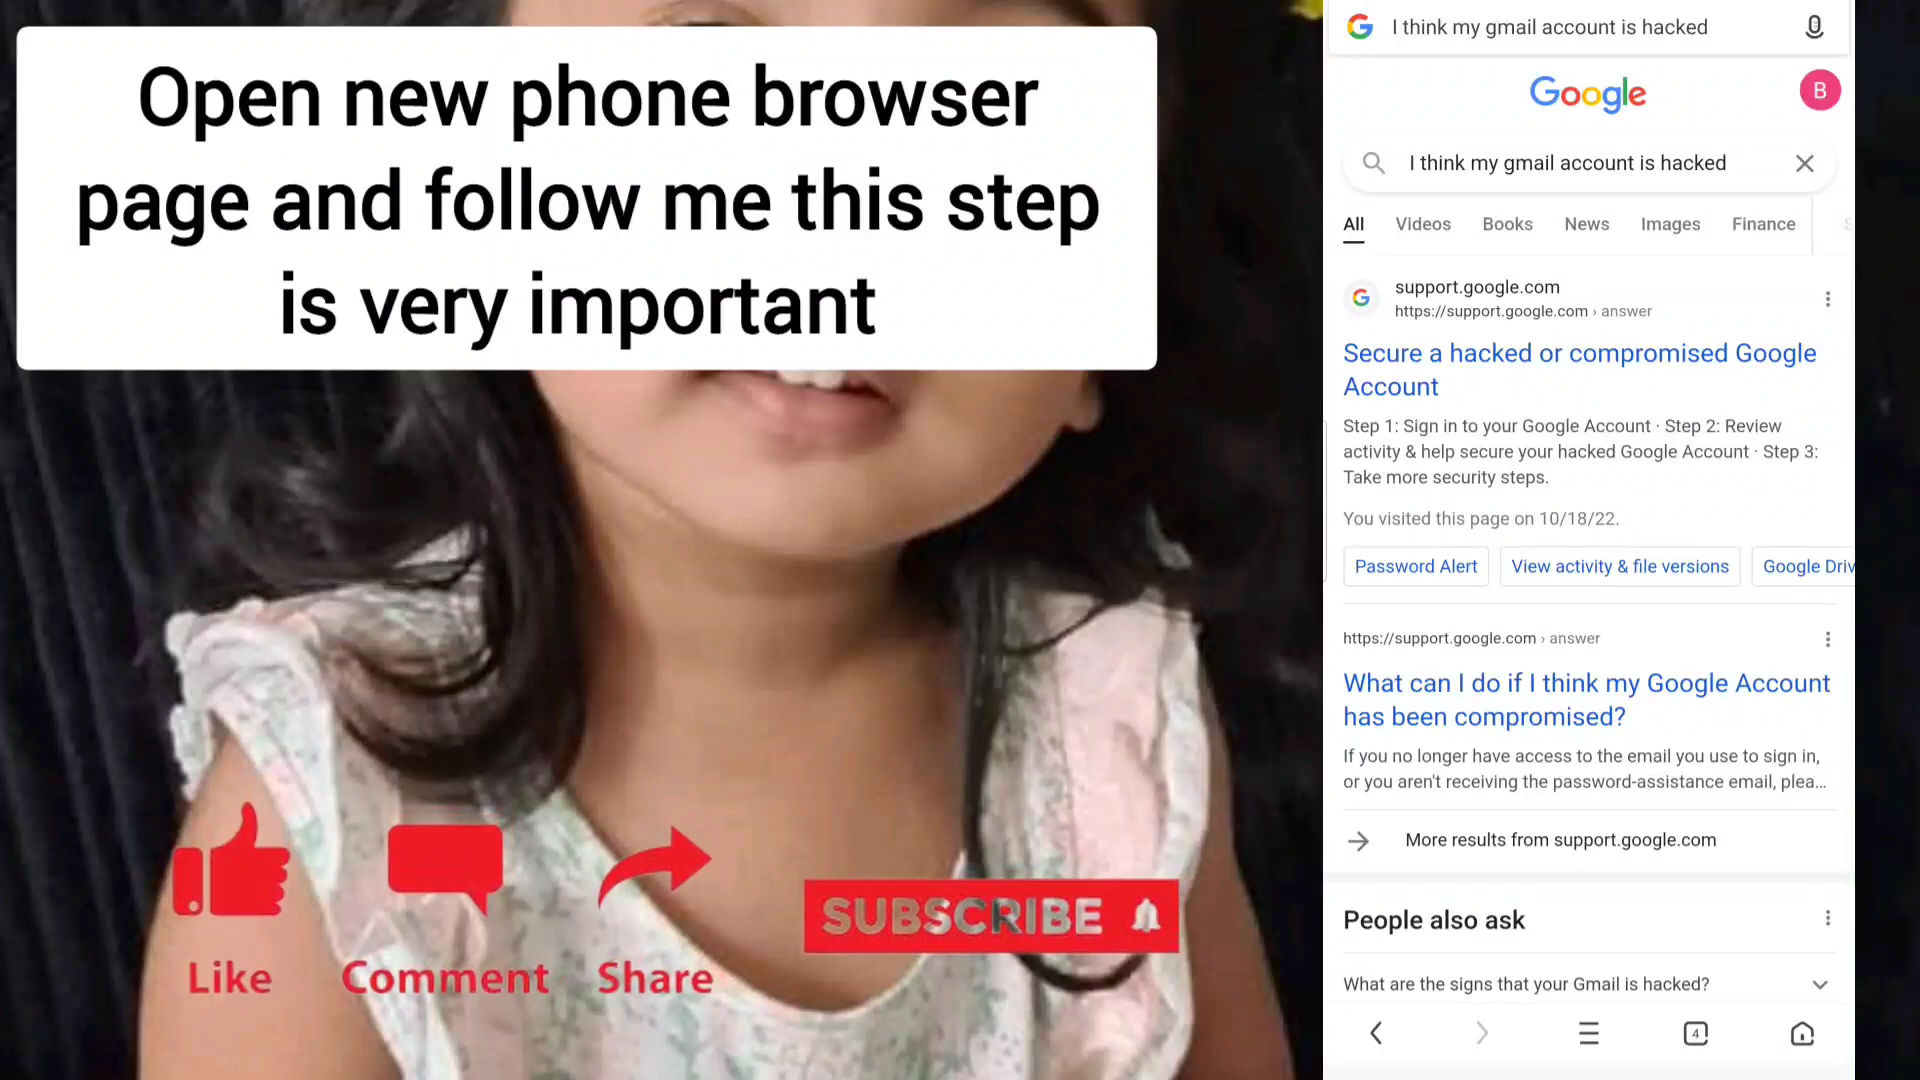 Open new phone browser
page and follow me this step
is very important
Like
Comment
Share
SUBSCRIBE
I think my gmail account is hacked
Google
B
I think my gmail account is hacked
All Videos Books News Images Finance
support.google.com
https://support.google.com › answer
Secure a hacked or compromised Google
Account
Step 1: Sign in to your Google Account · Step 2: Review
activity & help secure your hacked Google Account · Step 3:
Take more security steps.
You visited this page on 10/18/22.
Password Alert View activity & file versions Google Driv
https://support.google.com › answer
What can I do if I think my Google Account
has been compromised?
If you no longer have access to the email you use to sign in,
or you aren't receiving the password-assistance email, plea...
More results from support.google.com
People also ask
What are the signs that your Gmail is hacked?
4